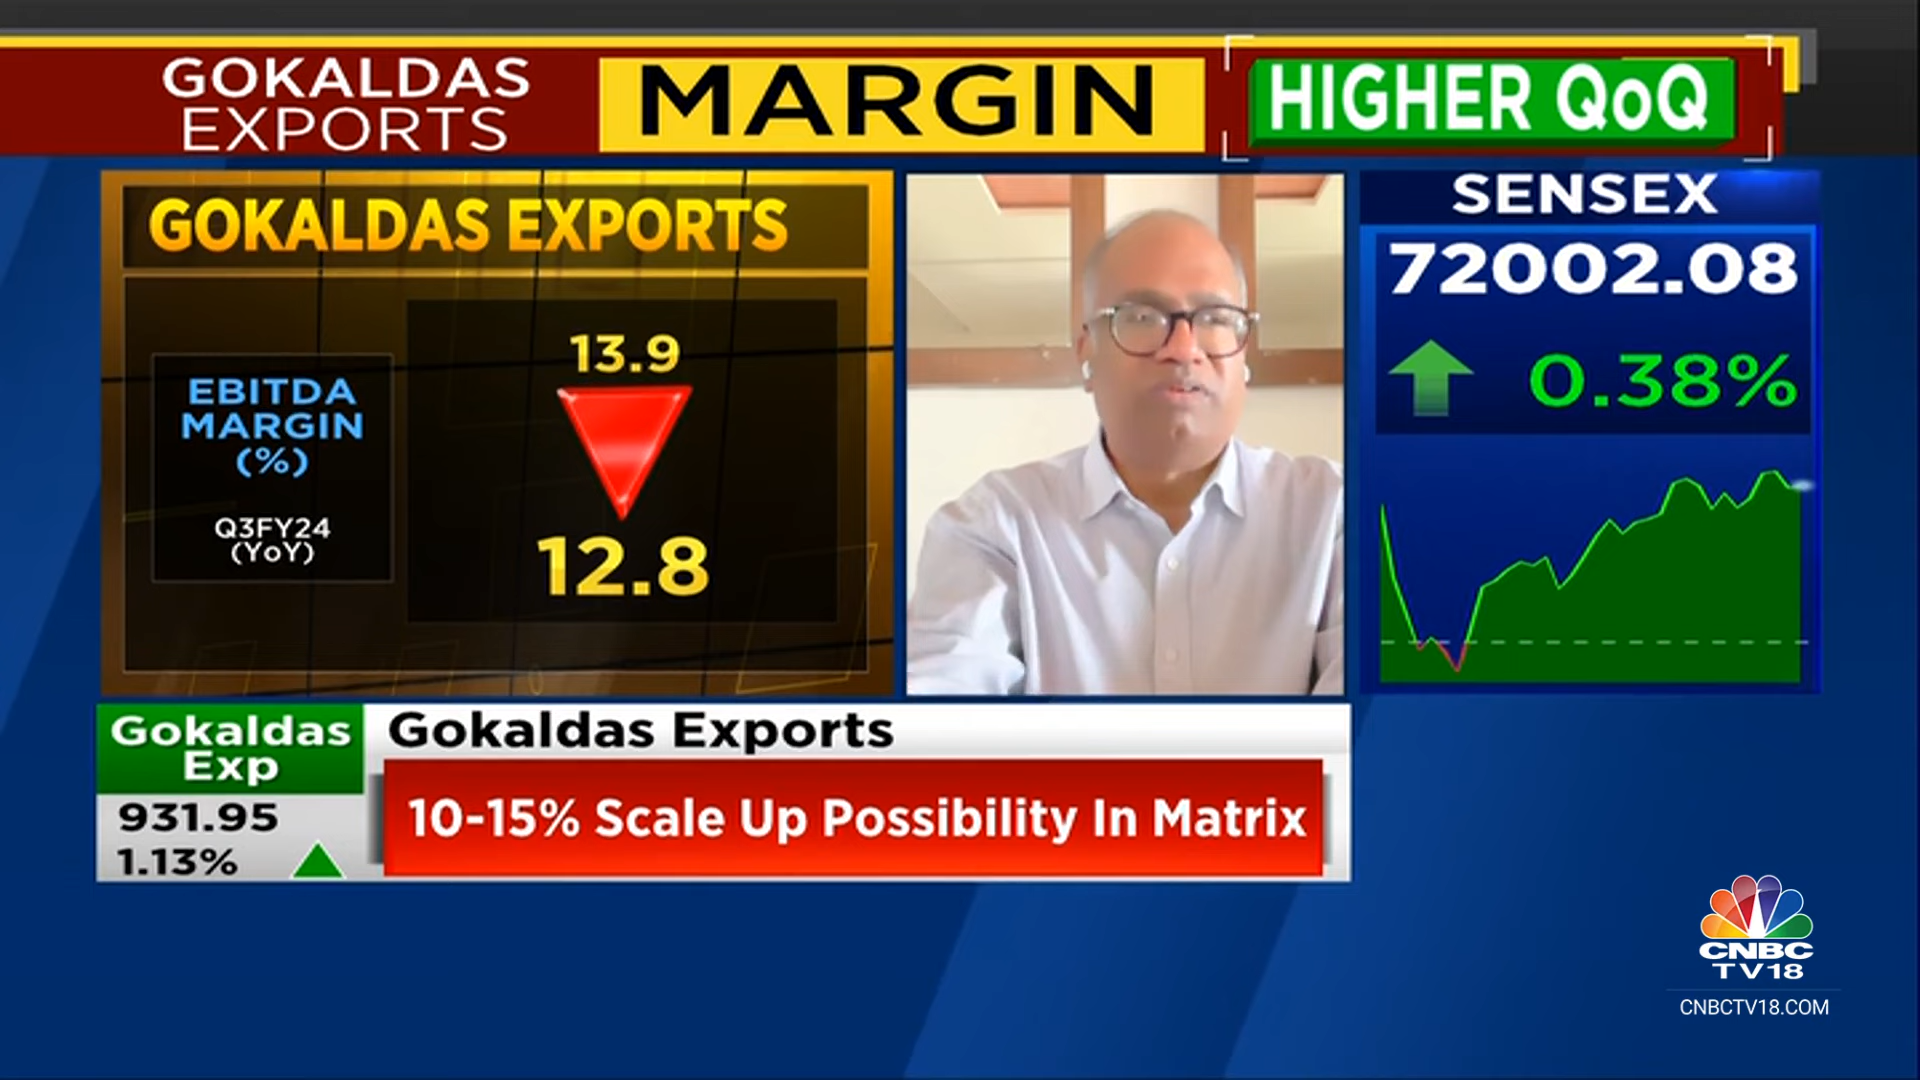 GOKALDAS
EXPORTS
MARGIN
HIGHER QoQ
GOKALDAS EXPORTS
EBITDA
MARGIN
(%)
Q3FY24
(YoY)
13.9
12.8
SENSEX
72002.08
0.38%
Gokaldas
Exp
931.95
1.13%
Gokaldas Exports
10-15% Scale Up Possibility In Matrix
CNBC
TV18
CNBCTV18.COM